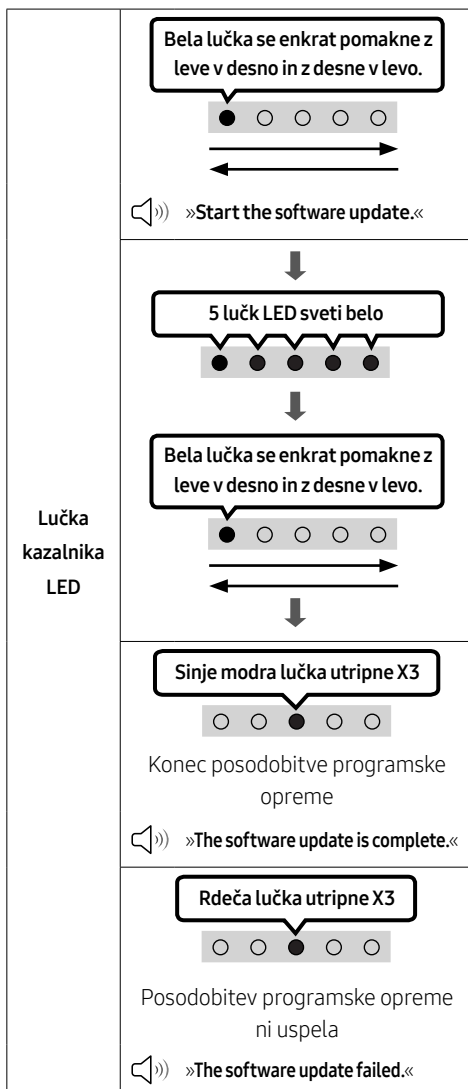 Bela lučka se enkrat pomakne z
leve v desno in z desne v levo.
»Start the software update.«
5 lučk LED sveti belo
Bela lučka se enkrat pomakne z
leve v desno in z desne v levo.
Lučka
kazalnika
LED
Sinje modra lučka utripne X3
Konec posodobitve programske
opreme
»The software update is complete.«
Rdeča lučka utripne X3
Posodobitev programske opreme
ni uspela
»The software update failed.«